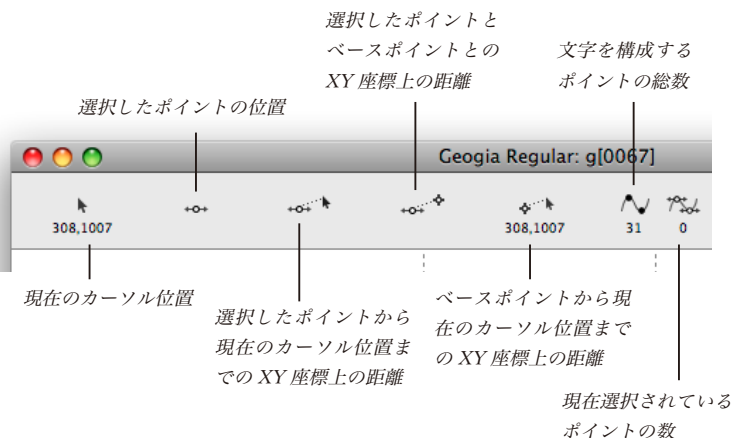 選択したポイントと
ベースポイントとの
XY 座標上の距離
文字を構成する
ポイントの総数
選択したポイントの位置
Geogia Regular: g[0067]
308,1007
308,1007
31
0
現在のカーソル位置
選択したポイントから
現在のカーソル位置ま
での XY 座標上の距離
ベースポイントから現
在のカーソル位置まで
の XY 座標上の距離
現在選択されている
ポイントの数